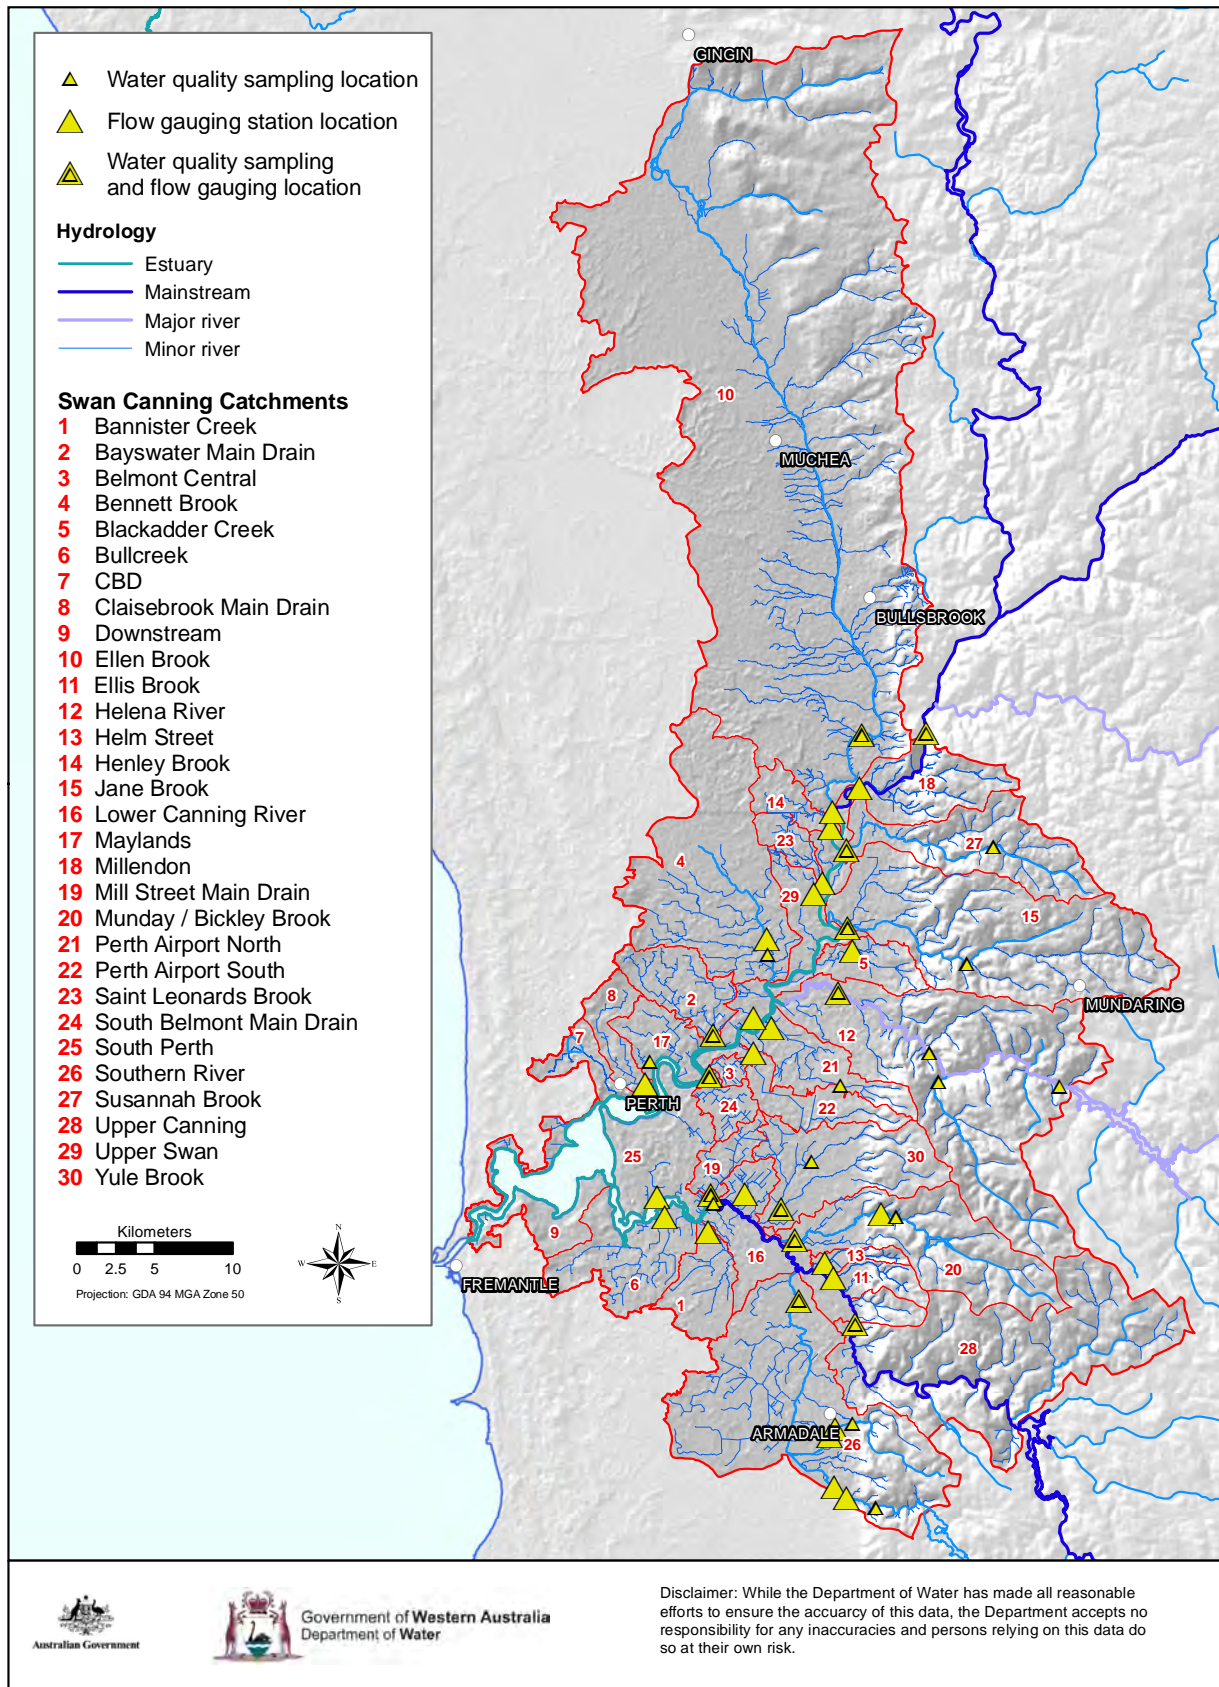 Water quality sampling location
Flow gauging station location
Water quality sampling
and flow gauging location
Hydrology
Estuary
Mainstream
Major river
Minor river
Swan Canning Catchments
1 Bannister Creek
2 Bayswater Main Drain
3 Belmont Central
4 Bennett Brook
5 Blackadder Creek
6 Bullcreek
7 CBD
8 Claisebrook Main Drain
9 Downstream
10 Ellen Brook
11 Ellis Brook
12 Helena River
13 Helm Street
14 Henley Brook
15 Jane Brook
16 Lower Canning River
17 Maylands
18 Millendon
19 Mill Street Main Drain
20 Munday / Bickley Brook
21 Perth Airport North
22 Perth Airport South
23 Saint Leonards Brook
24 South Belmont Main Drain
25 South Perth
26 Southern River
27 Susannah Brook
28 Upper Canning
29 Upper Swan
30 Yule Brook
Kilometers
0 2.5 5 10
Projection: GDA 94 MGA Zone 50
N
W E
S
GINGIN
10
MUCHEA
BULLSBROOK
18
14
23
27
4
29
15
5
MUNDARING
8
2
7
17
12
3
21
PERTH
24
22
25
19
30
9
16
13
20
FREMANTLE
6
11
1
28
ARMADALE
26
Australian Government
Government of Western Australia
Department of Water
Disclaimer: While the Department of Water has made all reasonable
efforts to ensure the accuarcy of this data, the Department accepts no
responsibility for any inaccuracies and persons relying on this data do
so at their own risk.